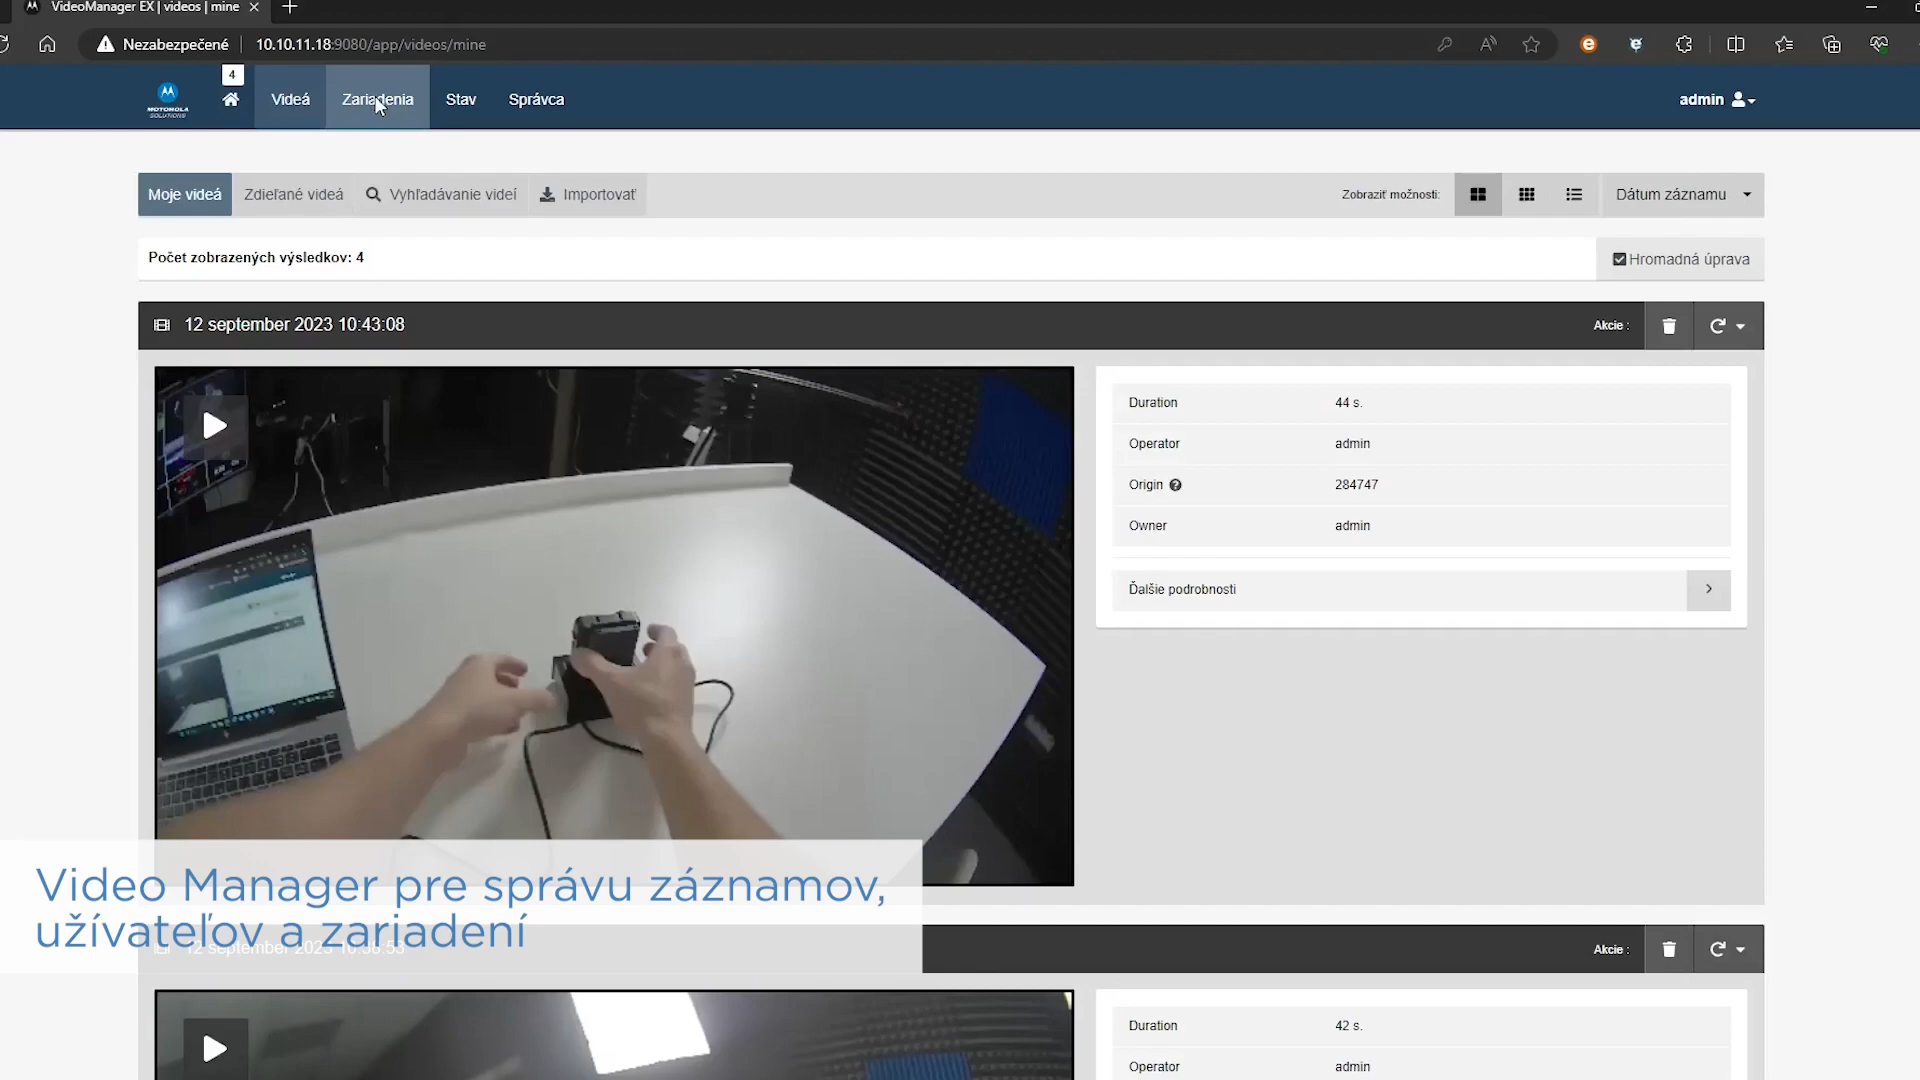 VideoManager EX | videos | mine
Nezabezpečené
10.10.11.18:9080/app/videos/mine
MOTOROLA
SOLUTIONS
4
Videá
Zariadenia
Stav
Správca
admin
Moje videá
Zdieľané videá
Vyhľadávanie videí
Importovať
Zobraziť možnosti:
Dátum záznamu
Počet zobrazených výsledkov: 4
Hromadná úprava
12 september 2023 10:43:08
Akcie :
Duration
44 s.
Operator
admin
Origin
284747
Owner
admin
Ďalšie podrobnosti
Video Manager pre správu záznamov,
užívateľov a zariadení
Akcie :
Duration
42 s.
Operator
admin